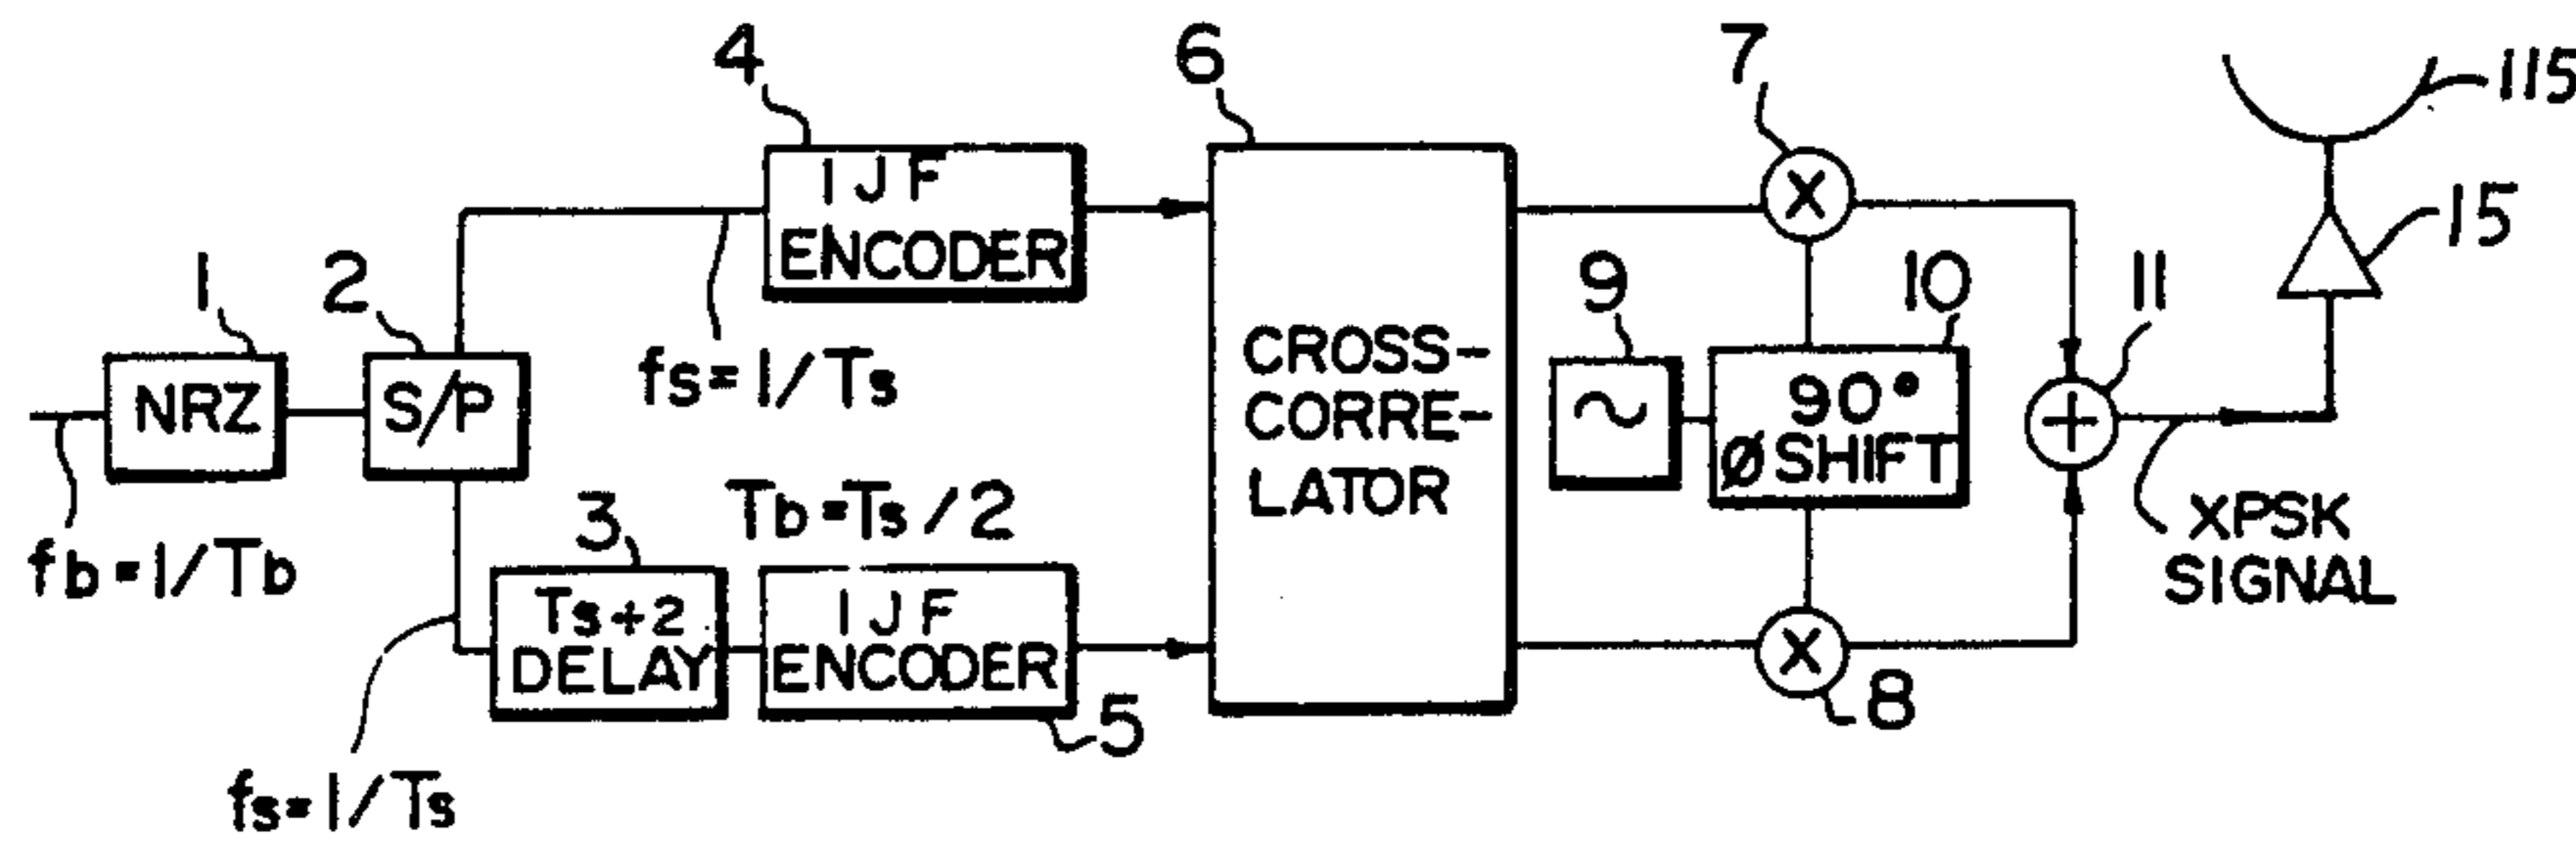 4
6
7
115
IJF
ENCODER
15
1
2
9
10
11
fs=1/Ts
CROSS-
CORRE-
LATOR
NRZ
S/P
~
90°
ØSHIFT
X
X
+
3
Tb=Ts/2
XPSK
SIGNAL
fb=1/Tb
Ts÷2
DELAY
IJF
ENCODER
5
8
fs=1/Ts